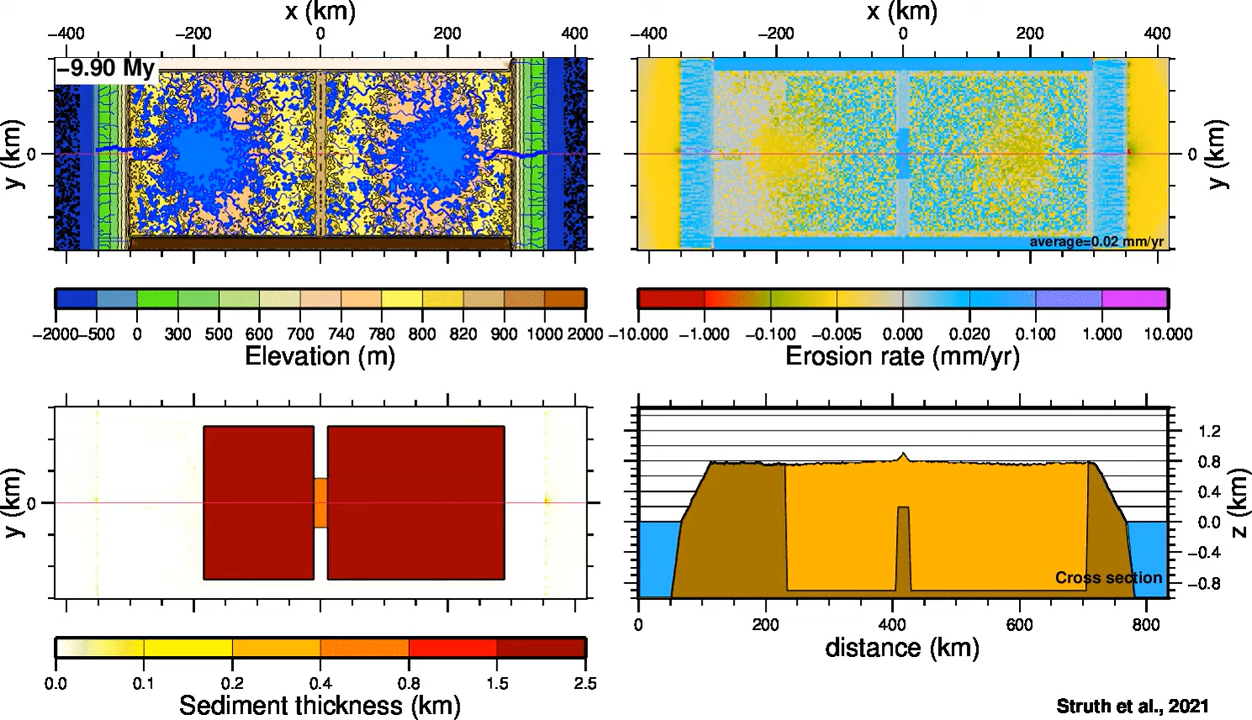 x (km)
x (km)
−400 −200 0 200 400
−400 −200 0 200 400
−9.90 My
y (km)
0
0
y (km)
average=0.02 mm/yr
−2000 −500 0 300 500 600 700 740 780 800 820 900 1000 2000
−10.000 −1.000 −0.100 −0.005 0.000 0.020 0.100 1.000 10.000
Elevation (m)
Erosion rate (mm/yr)
y (km)
0
1.2
0.8
0.4
0.0
−0.4
−0.8
z (km)
Cross section
0 200 400 600 800
distance (km)
0.0 0.1 0.2 0.4 0.8 1.5 2.5
Sediment thickness (km)
Struth et al., 2021